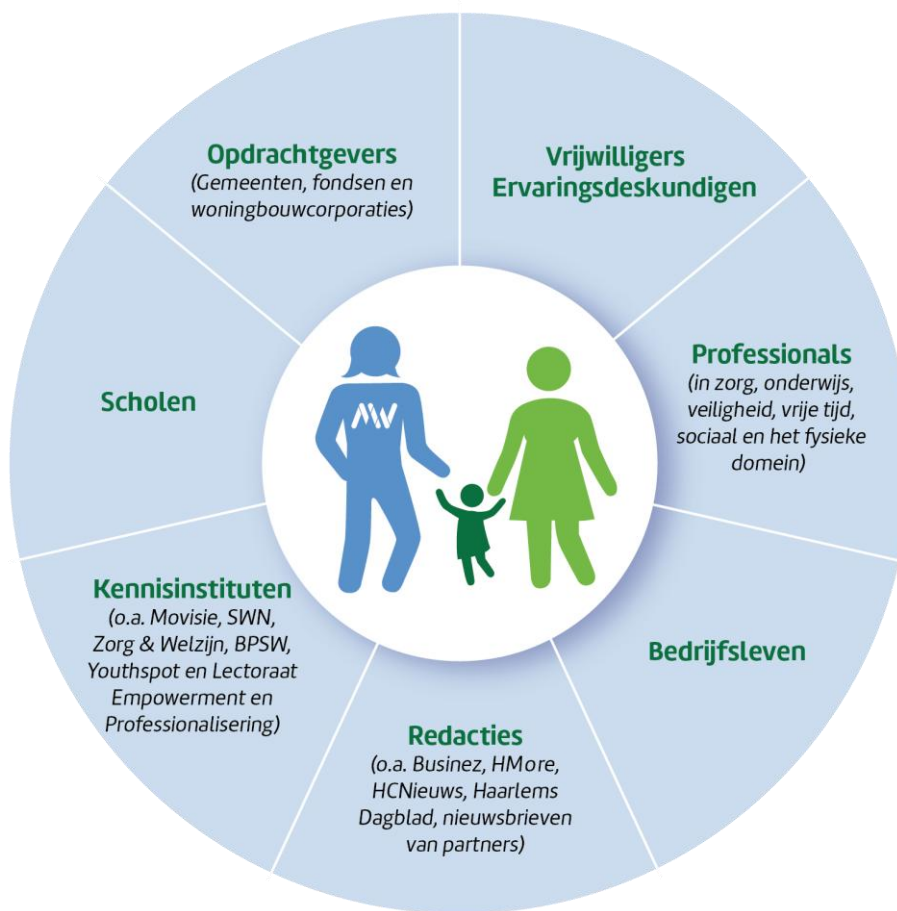 Opdrachtgevers
(Gemeenten, fondsen en
woningbouwcorporaties)
Vrijwilligers
Ervaringsdeskundigen
Professionals
(in zorg, onderwijs,
veiligheid, vrije tijd,
sociaal en het fysieke
domein)
Bedrijfsleven
Redacties
(o.a. Businez, HMore,
HCNieuws, Haarlems
Dagblad, nieuwsbrieven
van partners)
Kennisinstituten
(o.a. Movisie, SWN,
Zorg & Welzijn, BPSW,
Youthspot en Lectoraat
Empowerment en
Professionalisering)
Scholen
MW